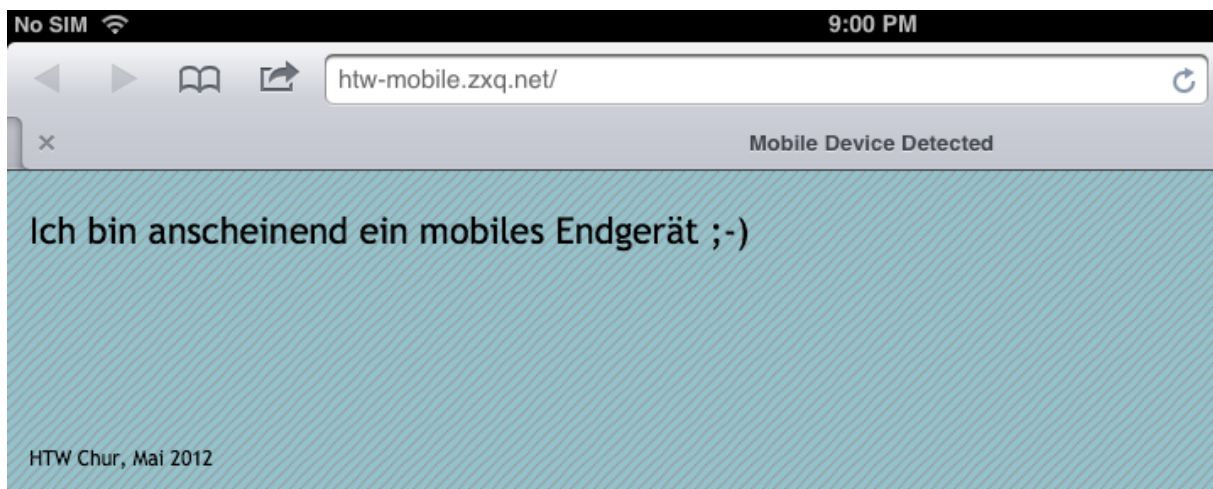 No SIM 9:00 PM
htw-mobile.zxq.net/
Mobile Device Detected
Ich bin anscheinend ein mobiles Endgerät ;-)
HTW Chur, Mai 2012